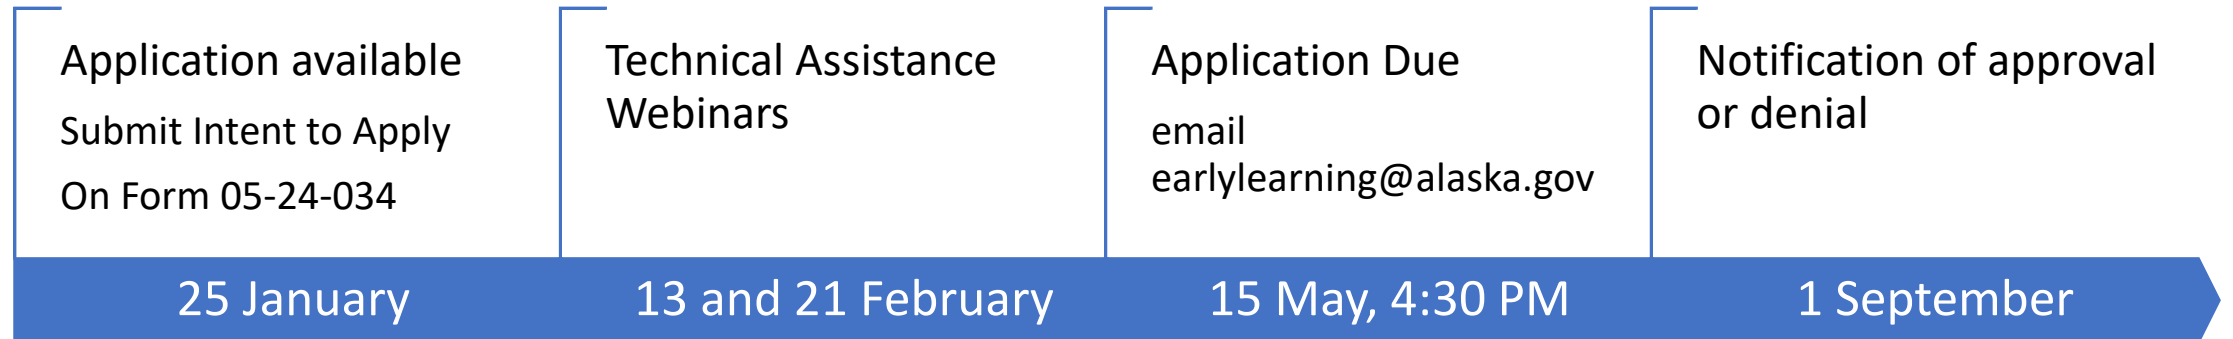 Application available
Submit Intent to Apply
On Form 05-24-034
25 January
Technical Assistance
Webinars
13 and 21 February
Application Due
email
earlylearning@alaska.gov
15 May, 4:30 PM
Notification of approval
or denial
1 September